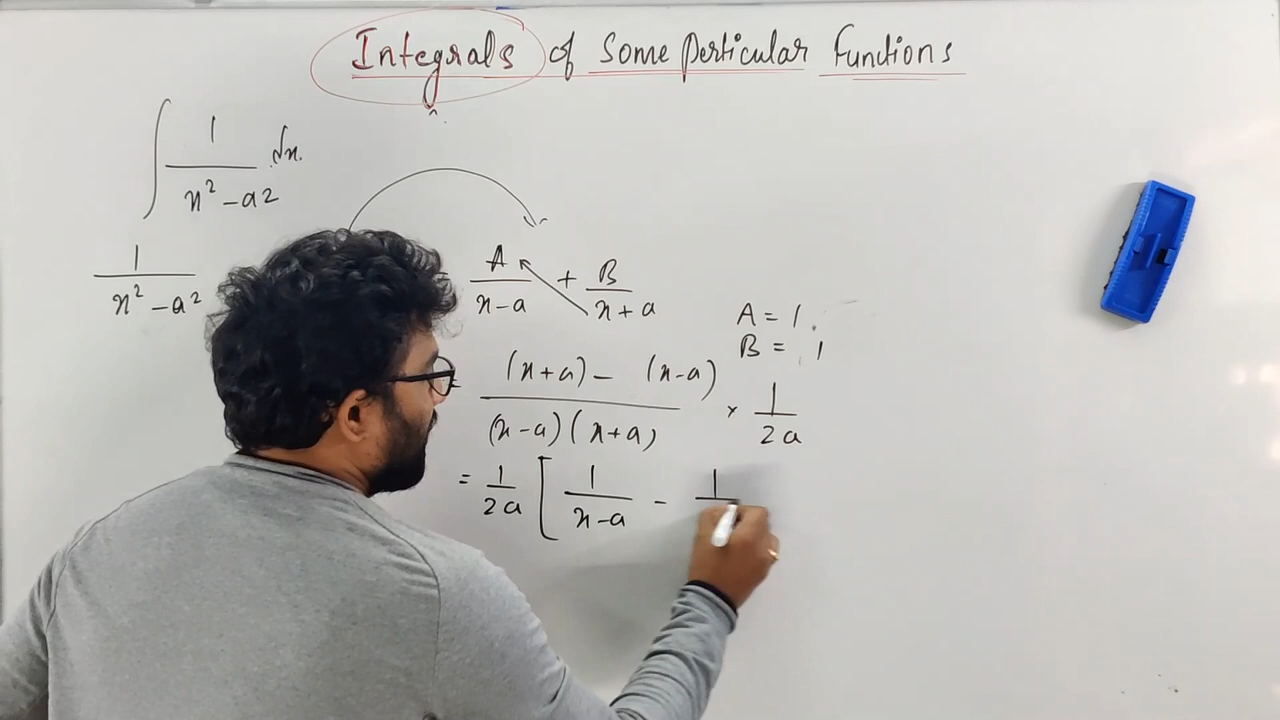 Integrals of Some perticular functions
∫ 1/(x² - a²) dx.
1/(x² - a²)
A/(x-a) + B/(x+a)
A = 1.
B = 1
= ((x+a) - (x-a))/((x-a)(x+a)) × 1/2a
= 1/2a [ 1/(x-a) - 1